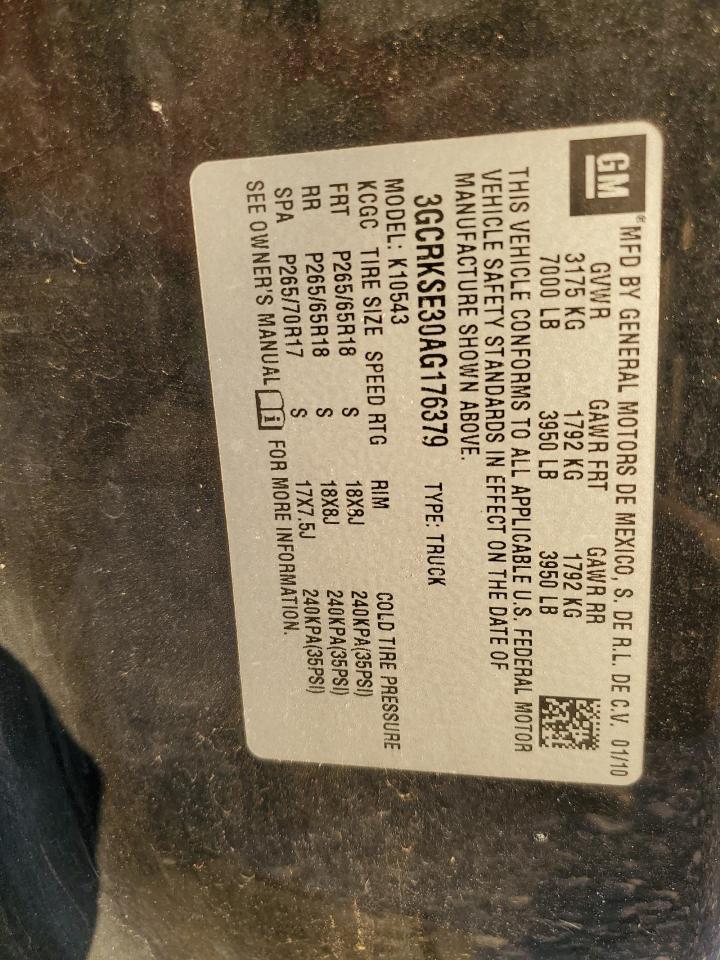 GM
®MFD BY GENERAL MOTORS DE MEXICO, S. DE R.L. DE C.V. 01/10
GVWR GAWR FRT GAWR RR
3175 KG 1792 KG 1792 KG
7000 LB 3950 LB 3950 LB
THIS VEHICLE CONFORMS TO ALL APPLICABLE U.S. FEDERAL MOTOR
VEHICLE SAFETY STANDARDS IN EFFECT ON THE DATE OF
MANUFACTURE SHOWN ABOVE.
3GCRKSE30AG176379 TYPE: TRUCK
MODEL: K10543
KCGC TIRE SIZE SPEED RTG RIM COLD TIRE PRESSURE
FRT P265/65R18 S 18X8J 240KPA(35PSI)
RR P265/65R18 S 18X8J 240KPA(35PSI)
SPA P265/70R17 S 17X7.5J 240KPA(35PSI)
SEE OWNER'S MANUAL i FOR MORE INFORMATION.